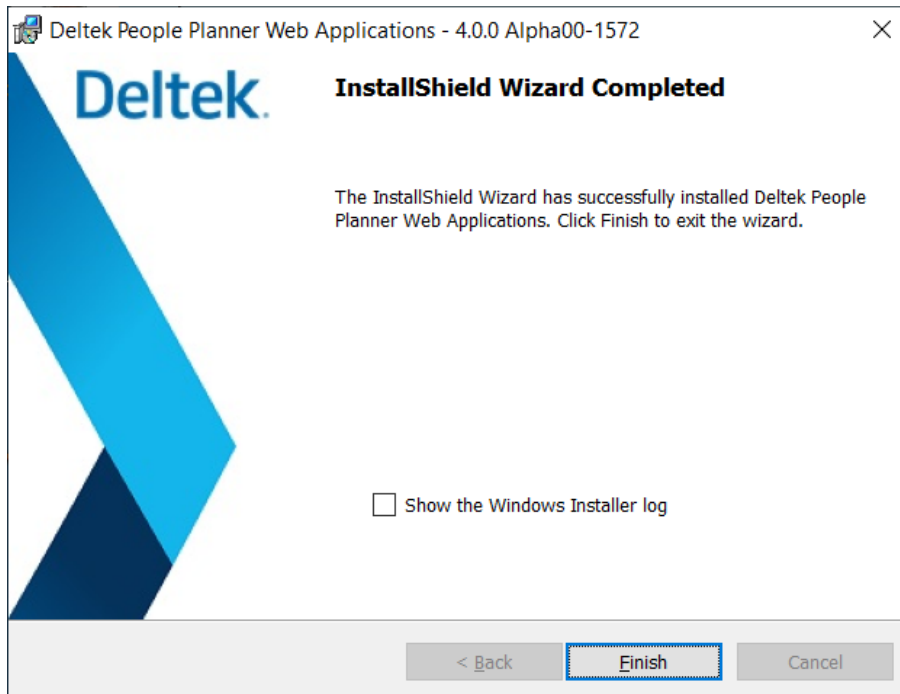 Deltek People Planner Web Applications - 4.0.0 Alpha00-1572
Deltek.
InstallShield Wizard Completed
The InstallShield Wizard has successfully installed Deltek People
Planner Web Applications. Click Finish to exit the wizard.
Show the Windows Installer log
< Back
Finish
Cancel